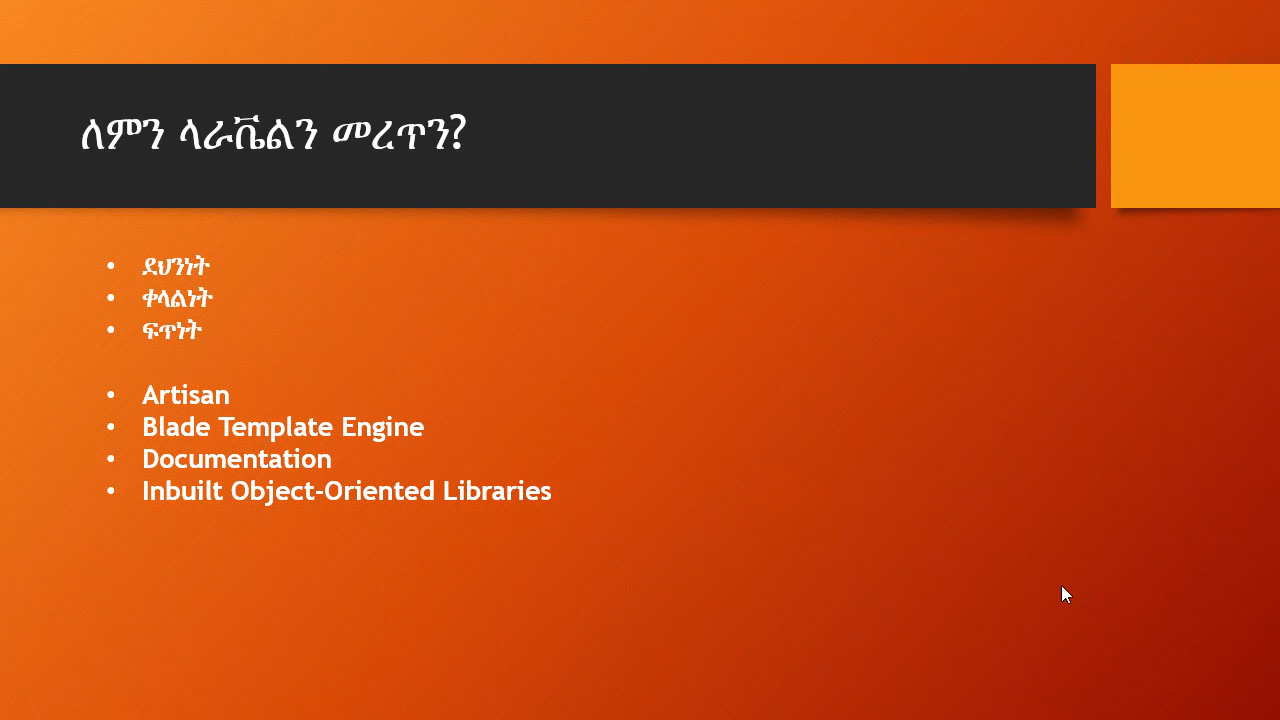 ለምን ላራቬልን መረጥን?
• ደህንነት
• ቀላልነት
• ፍጥነት
• Artisan
• Blade Template Engine
• Documentation
• Inbuilt Object-Oriented Libraries